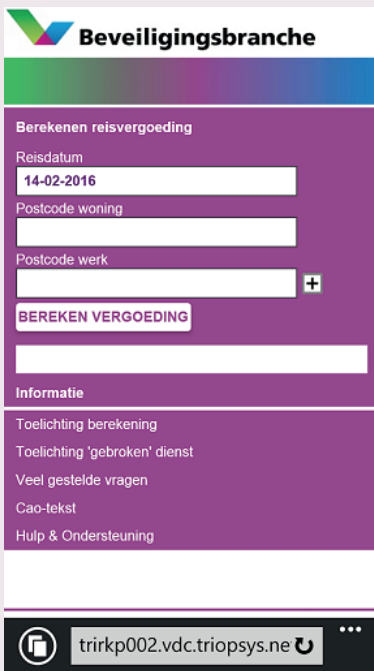 Beveiligingsbranche
Berekenen reisvergoeding
Reisdatum
14-02-2016
Postcode woning
Postcode werk
+
BEREKEN VERGOEDING
Informatie
Toelichting berekening
Toelichting 'gebroken' dienst
Veel gestelde vragen
Cao-tekst
Hulp & Ondersteuning
trirkp002.vdc.triopsys.ne